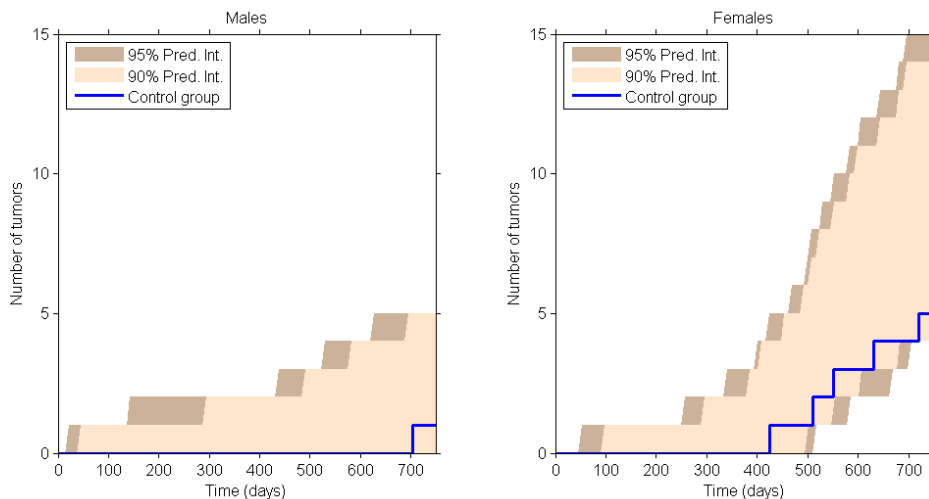 Males
15
10
5
0
Number of tumors
95% Pred. Int.
90% Pred. Int.
Control group
0 100 200 300 400 500 600 700
Time (days)
Females
15
10
5
0
Number of tumors
95% Pred. Int.
90% Pred. Int.
Control group
0 100 200 300 400 500 600 700
Time (days)